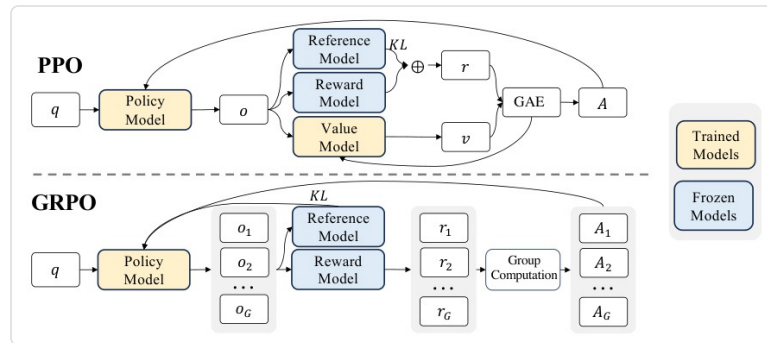 PPO
q
Policy
Model
o
Reference
Model
KL
⊕
Reward
Model
Value
Model
r
v
GAE
A
Trained
Models
Frozen
Models
GRPO
q
Policy
Model
o₁
o₂
...
o_G
KL
Reference
Model
Reward Model
r₁
r₂
...
r_G
Group
Computation
A₁
A₂
...
A_G